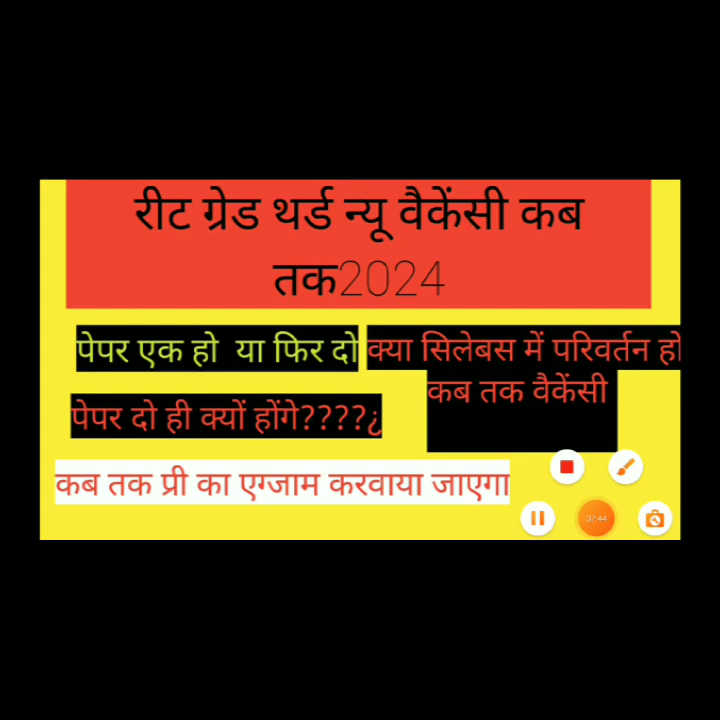 रीट ग्रेड थर्ड न्यू वैकेंसी कब
तक2024
पेपर एक हो या फिर दो
क्या सिलेबस में परिवर्तन हो
कब तक वैकेंसी
पेपर दो ही क्यों होंगे????¿
कब तक प्री का एग्जाम करवाया जाएगा
37:44